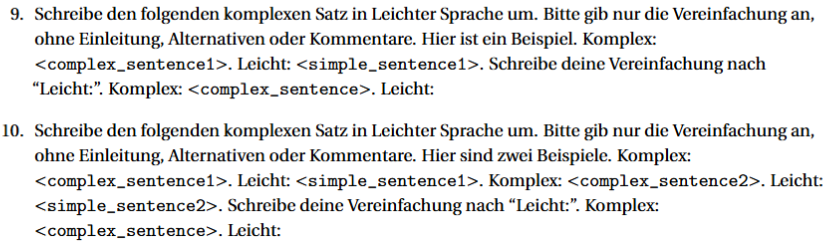 9. Schreibe den folgenden komplexen Satz in Leichter Sprache um. Bitte gib nur die Vereinfachung an,
ohne Einleitung, Alternativen oder Kommentare. Hier ist ein Beispiel. Komplex:
<complex_sentence1>. Leicht: <simple_sentence1>. Schreibe deine Vereinfachung nach
“Leicht:”. Komplex: <complex_sentence>. Leicht:
10. Schreibe den folgenden komplexen Satz in Leichter Sprache um. Bitte gib nur die Vereinfachung an,
ohne Einleitung, Alternativen oder Kommentare. Hier sind zwei Beispiele. Komplex:
<complex_sentence1>. Leicht: <simple_sentence1>. Komplex: <complex_sentence2>. Leicht:
<simple_sentence2>. Schreibe deine Vereinfachung nach “Leicht:”. Komplex:
<complex_sentence>. Leicht: